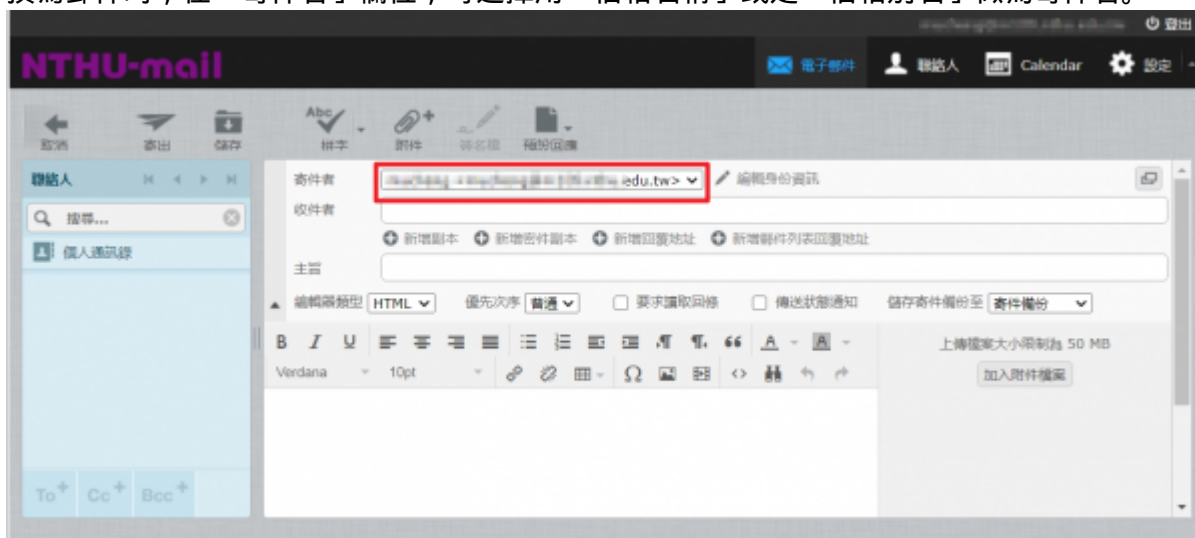 登出
NTHU-mail
電子郵件 聯絡人 Calendar 設定
取消 寄出 儲存 拼字 附件 簽名檔 預設回應
聯絡人
寄件者 edu.tw> 編輯身份資訊
搜尋...
收件者
個人通訊錄
新增副本 新增密件副本 新增回覆地址 新增郵件列表回覆地址
主旨
編輯器類型 HTML 優先次序 普通 要求讀取回條 傳送狀態通知 儲存寄件備份至 寄件備份
B I U A A
上傳檔案大小限制為 50 MB
Verdana 10pt
加入附件檔案
To+ Cc+ Bcc+